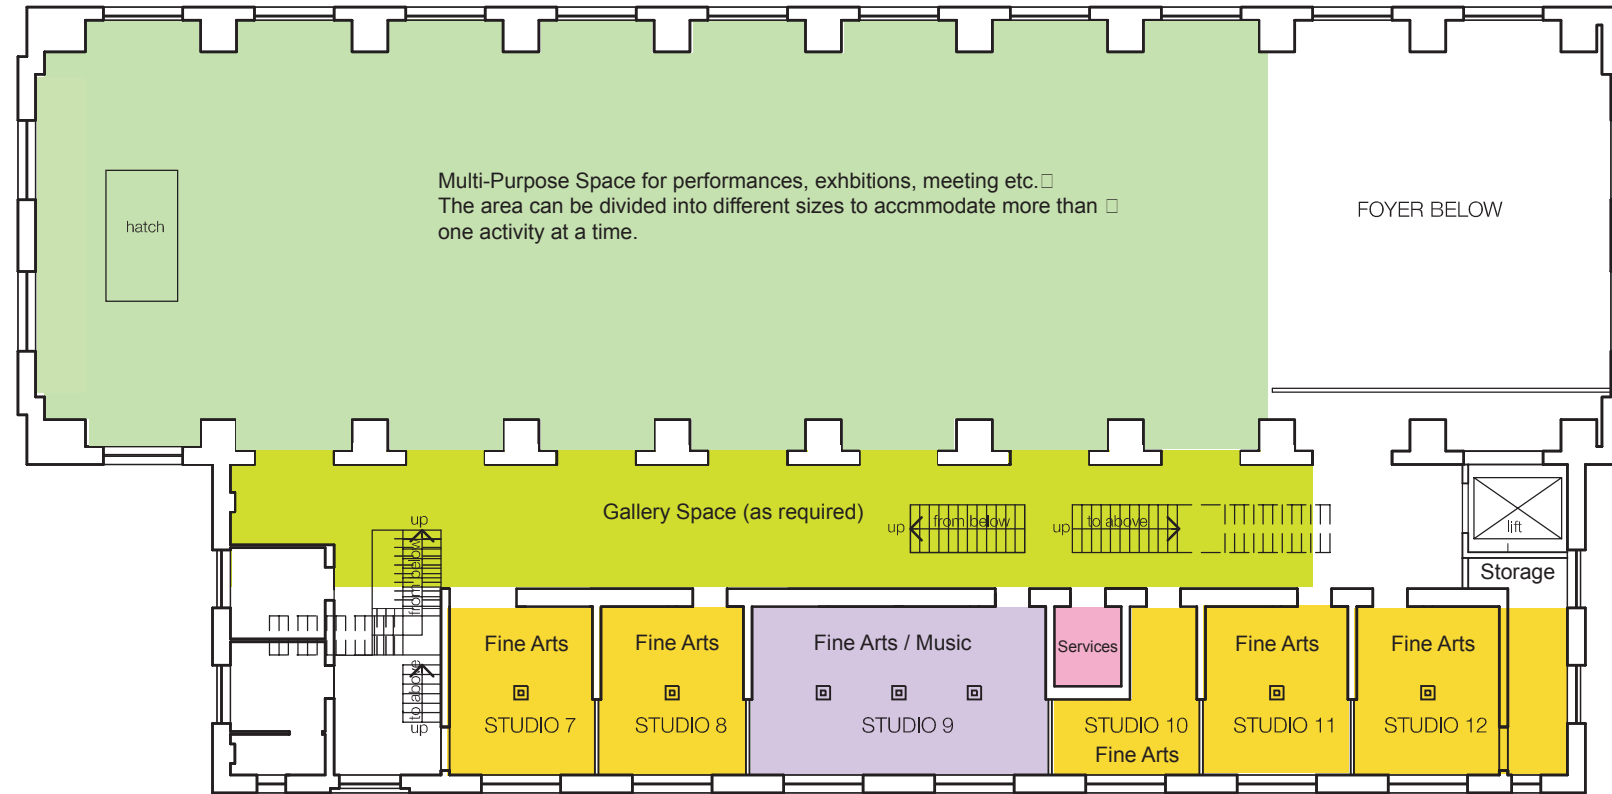 Multi-Purpose Space for performances, exhbitions, meeting etc.□
The area can be divided into different sizes to accmmodate more than □
one activity at a time.
hatch
FOYER BELOW
Gallery Space (as required)
up
from below
up
from below
up
to above
lift
Storage
to above
up
Fine Arts
STUDIO 7
Fine Arts
STUDIO 8
Fine Arts / Music
STUDIO 9
Services
STUDIO 10
Fine Arts
Fine Arts
STUDIO 11
Fine Arts
STUDIO 12